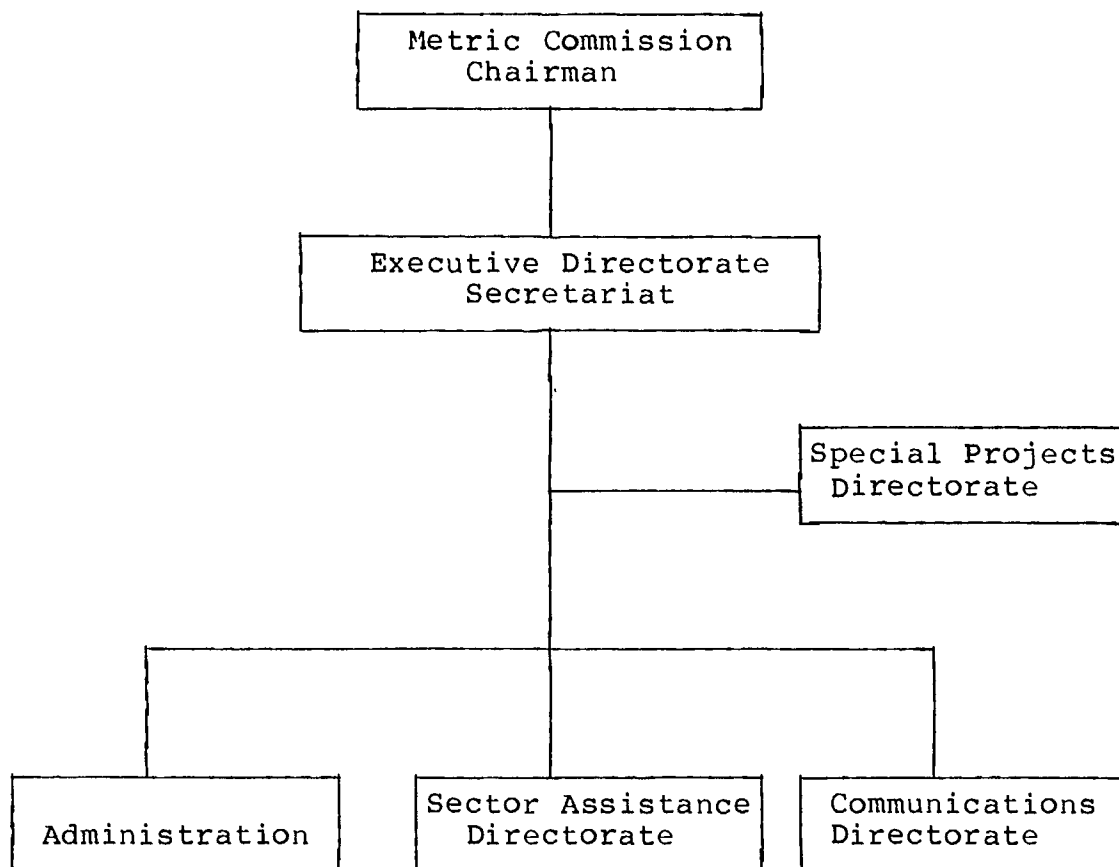 Metric Commission
Chairman
Executive Directorate
Secretariat
Special Projects
Directorate
Administration
Sector Assistance
Directorate
Communications
Directorate